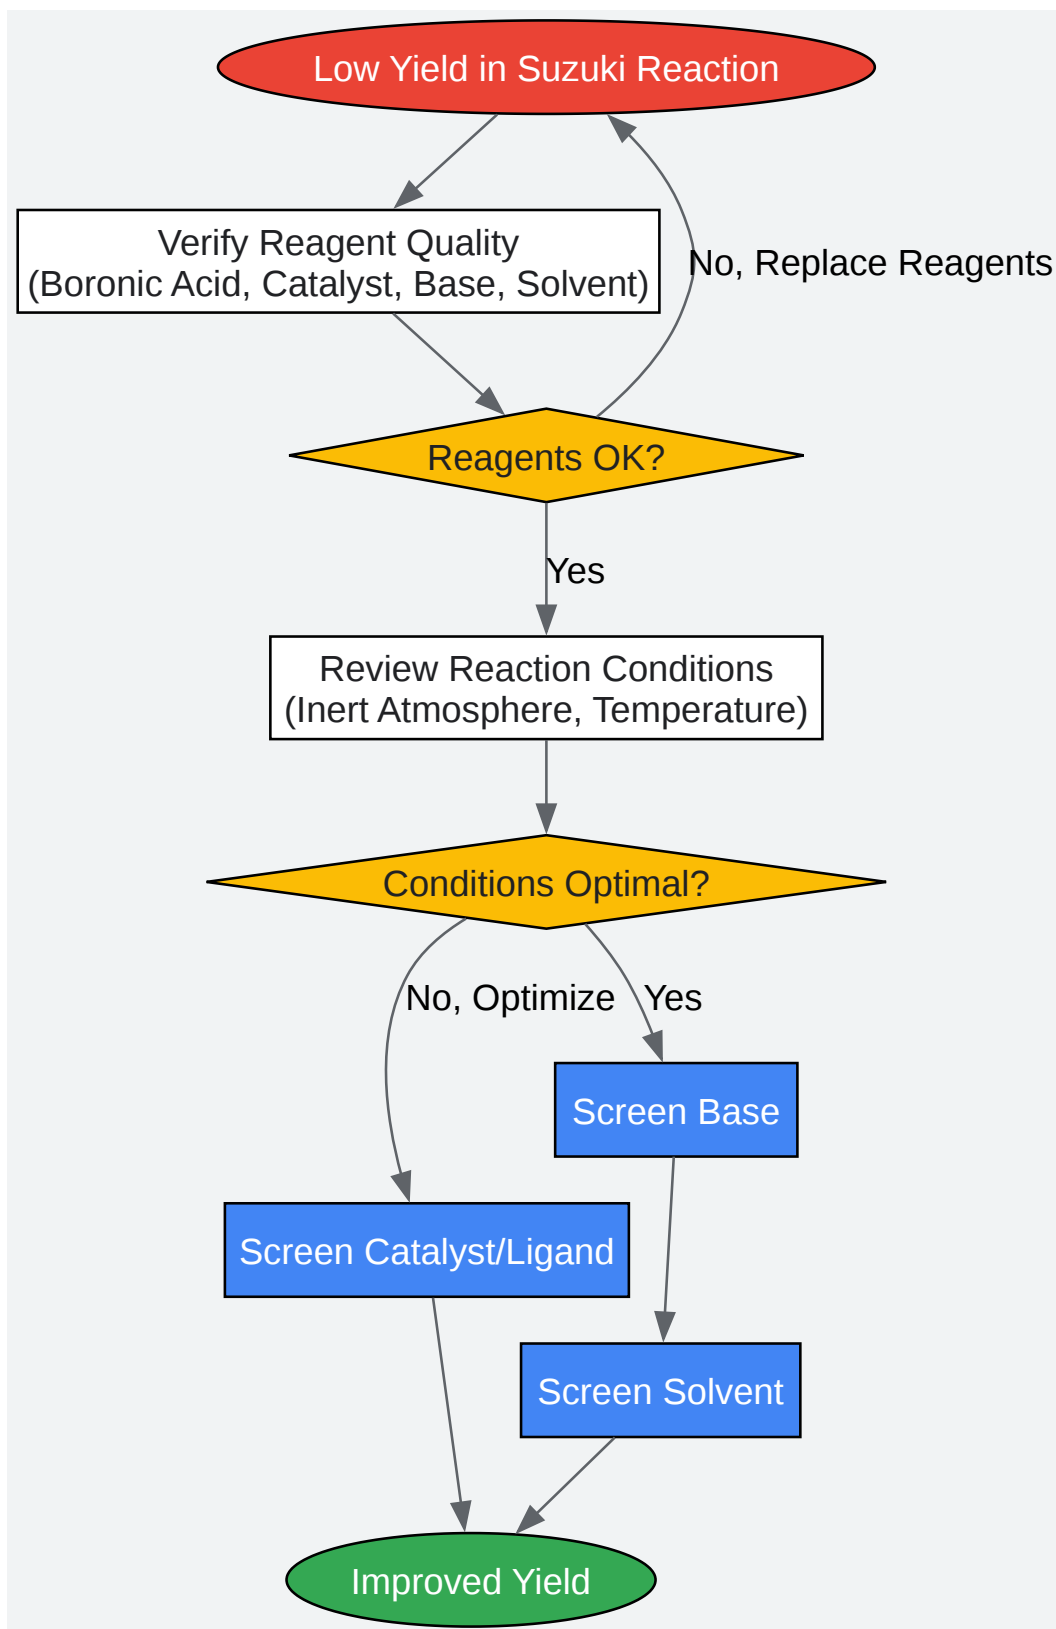 Low Yield in Suzuki Reaction
Verify Reagent Quality
(Boronic Acid, Catalyst, Base, Solvent)
No, Replace Reagents
Reagents OK?
Yes
Review Reaction Conditions
(Inert Atmosphere, Temperature)
Conditions Optimal?
No, Optimize
Yes
Screen Base
Screen Catalyst/Ligand
Screen Solvent
Improved Yield